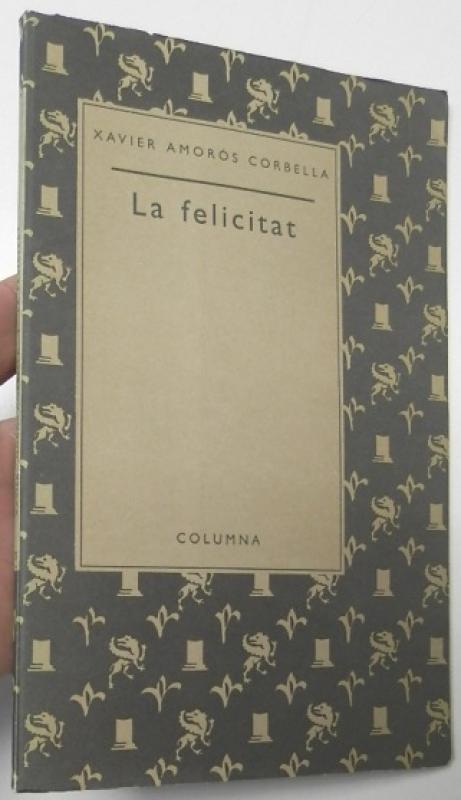 XAVIER AMORÓS CORBELLA
La felicitat
COLUMNA